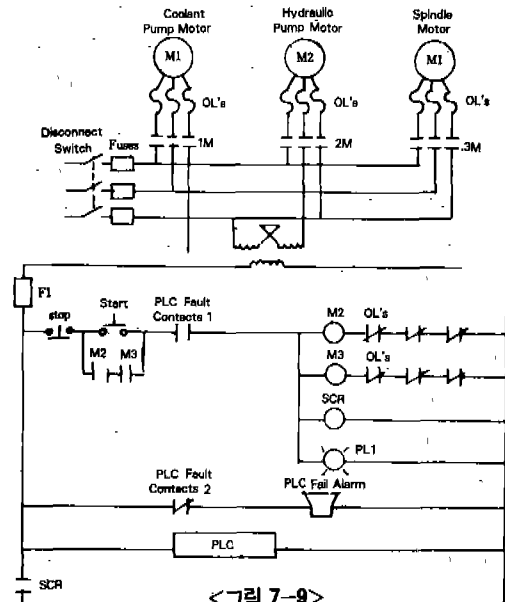 Coolant
Pump Motor
Hydraulic
Pump Motor
Spindle
Motor
M1
M2
M1
OL's
OL's
OL's
Disconnect
Switch
Fuses
1M
2M
3M
F1
stop
Start
PLC Fault
Contacts 1
M2
M3
M2
OL's
M3
OL's
SCR
PL1
PLC Fault
Contacts 2
PLC Fail Alarm
PLC
SCR
<그림 7-9>